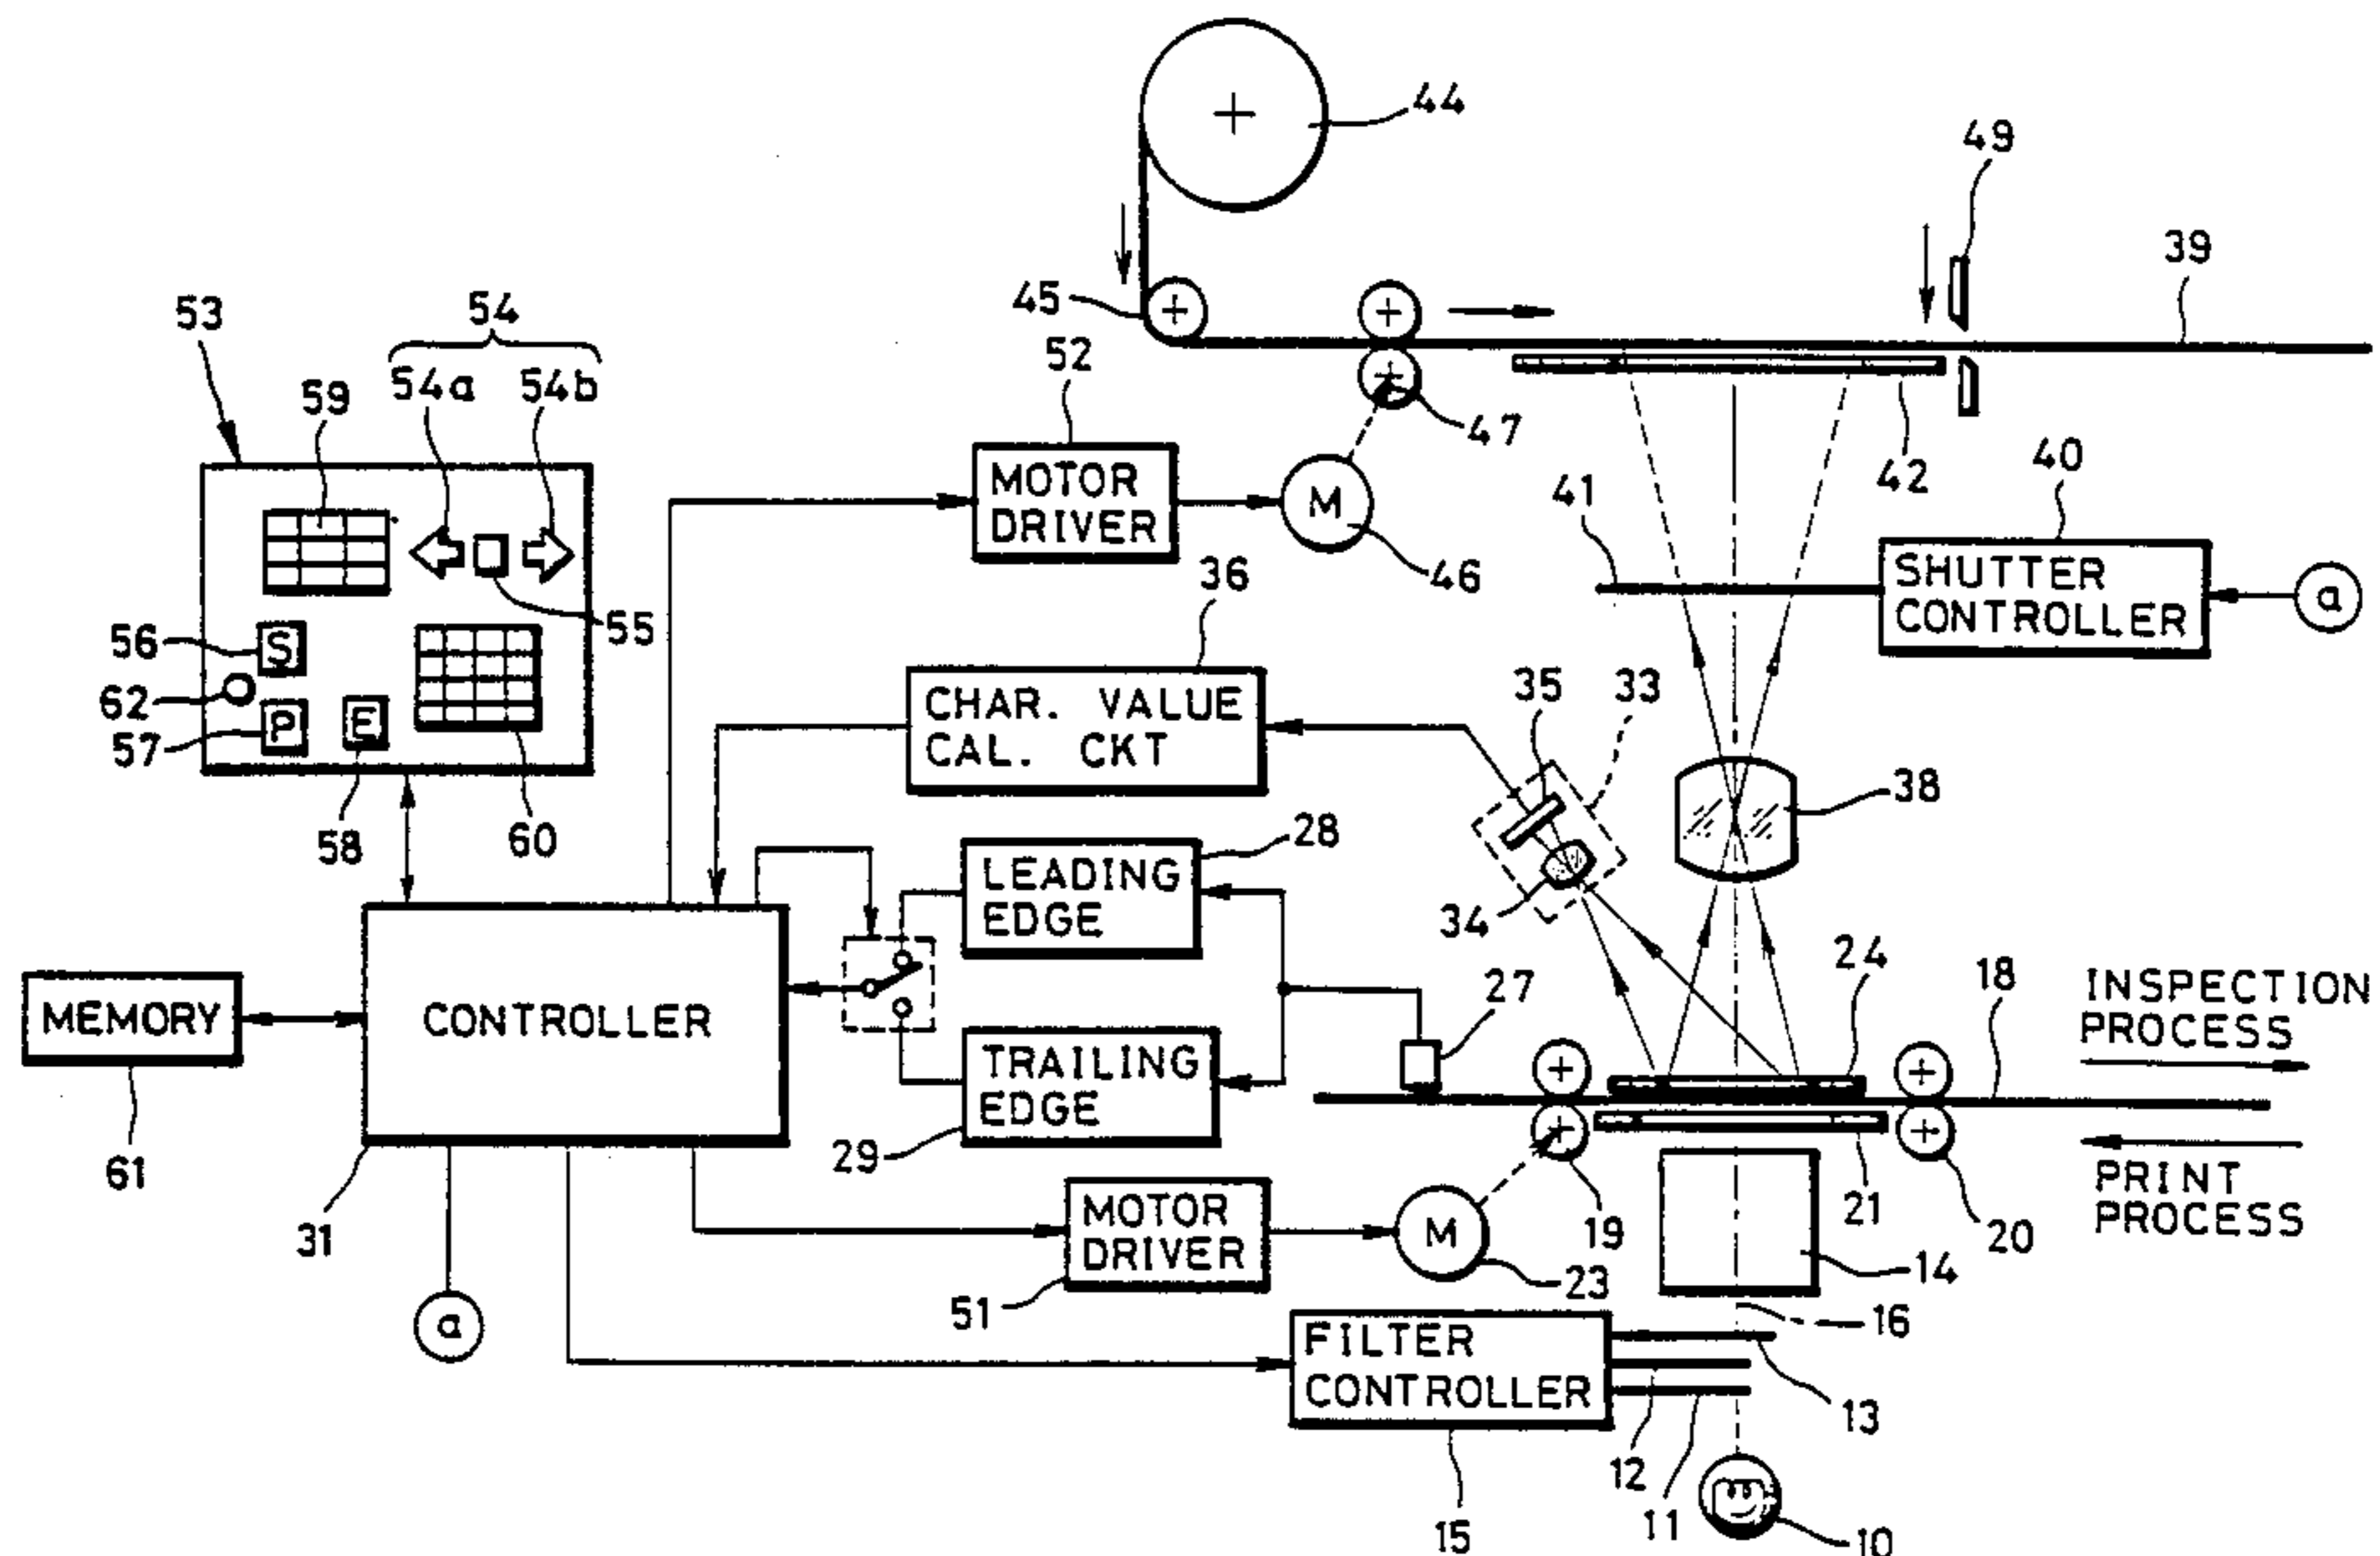 44
49
39
45
53
54
54a
54b
59
52
MOTOR
DRIVER
47
42
40
41
M
46
SHUTTER
CONTROLLER
a
36
55
56
S
62
P
57
E
58
60
CHAR. VALUE
CAL. CKT
35
33
38
28
LEADING
EDGE
34
24
18
27
INSPECTION
PROCESS
MEMORY
61
CONTROLLER
31
TRAILING
EDGE
29
19
21
20
PRINT
PROCESS
MOTOR
DRIVER
51
M
23
14
16
a
FILTER
CONTROLLER
15
13
12
11
10